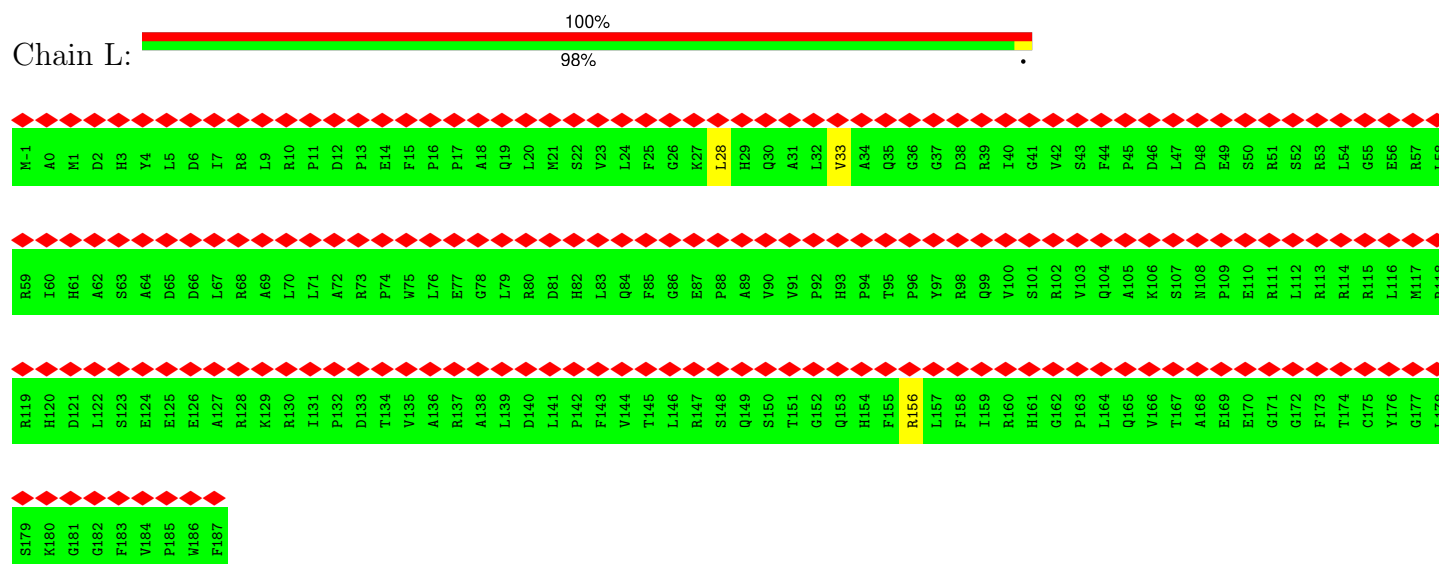 100%
Chain L:
98% .
M-1 A0 M1 D2 H3 Y4 L5 D6 I7 R8 L9 R10 P11 D12 P13 E14 F15 P16 P17 A18 Q19 L20 M21 S22 V23 L24 F25 G26 K27 L28 H29 Q30 A31 L32 V33 A34 Q35 G36 G37 D38 R39 I40 G41 V42 S43 F44 P45 D46 L47 D48 E49 S50 R51 S52 R53 L54 G55 E56 R57 L58
R59 I60 H61 A62 S63 A64 D65 D66 L67 R68 A69 L70 L71 A72 R73 P74 W75 L76 E77 G78 L79 R80 D81 H82 L83 Q84 F85 G86 E87 P88 A89 V90 V91 P92 H93 P94 T95 P96 Y97 R98 Q99 V100 S101 R102 V103 Q104 A105 K106 S107 N108 P109 E110 R111 L112 R113 R114 R115 L116 M117 R118
R119 H120 D121 L122 S123 E124 E125 E126 A127 R128 K129 R130 I131 P132 D133 T134 V135 A136 R137 A138 L139 D140 L141 P142 F143 V144 T145 L146 R147 S148 Q149 S150 T151 G152 Q153 H154 F155 R156 L157 F158 I159 R160 H161 G162 P163 L164 Q165 V166 T167 A168 E169 E170 G171 G172 F173 T174 C175 Y176 G177 L178
S179 K180 G181 G182 F183 V184 P185 W186 F187